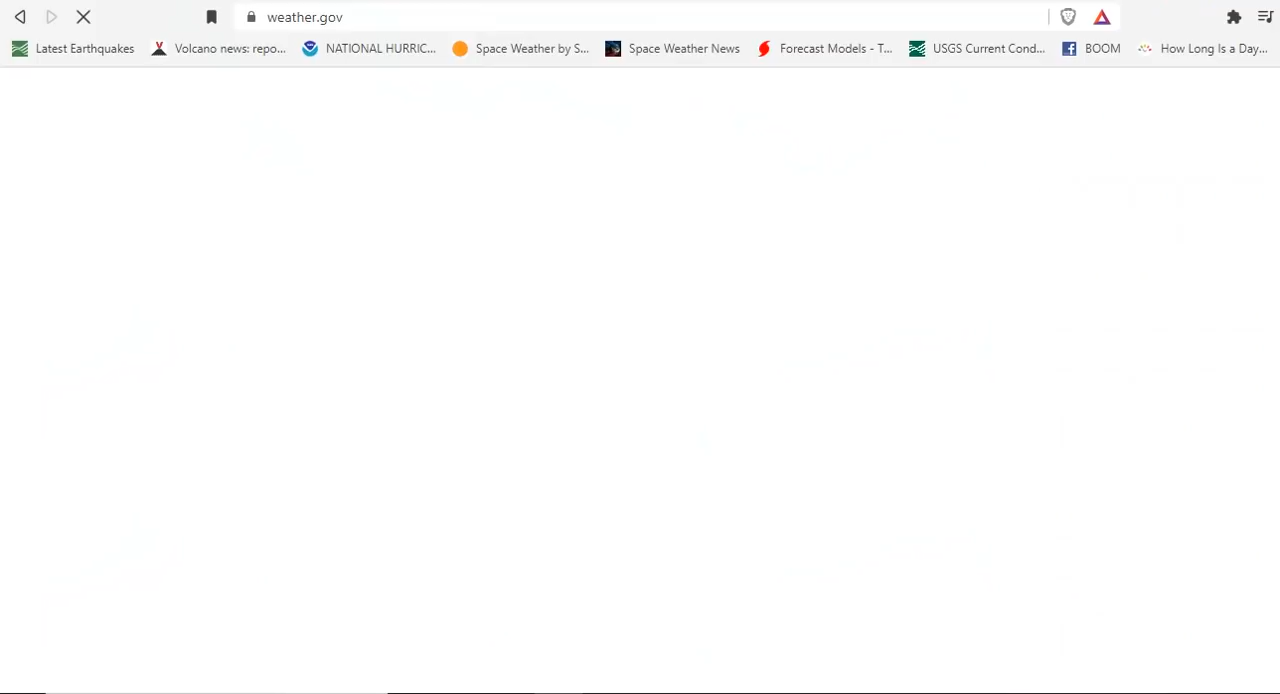 weather.gov
Latest Earthquakes Volcano news: repo... NATIONAL HURRIC... Space Weather by S... Space Weather News Forecast Models - T... USGS Current Cond... BOOM How Long Is a Day...